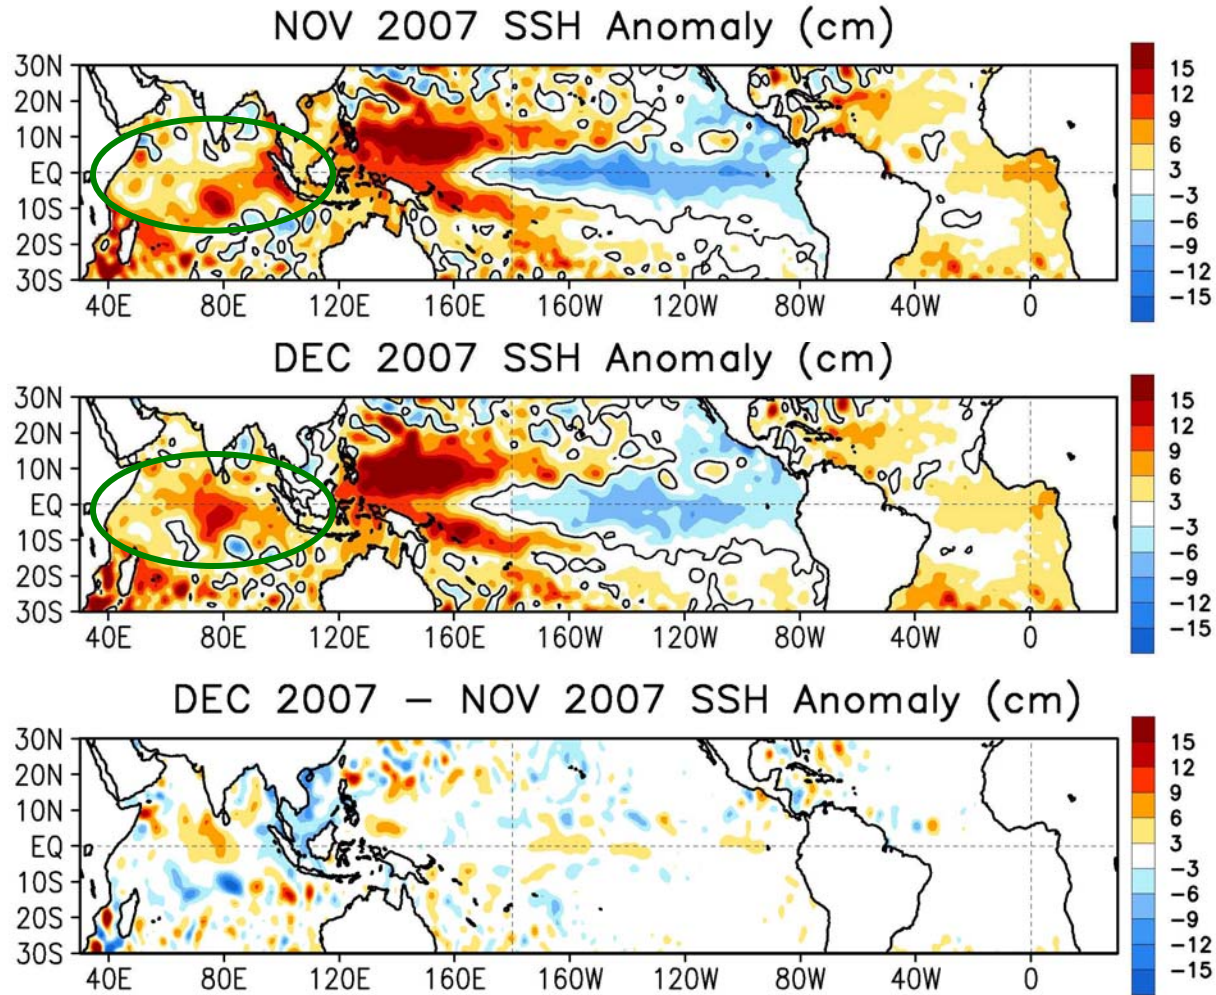 NOV 2007 SSH Anomaly (cm)
30N
20N
10N
EQ
10S
20S
30S
40E 80E 120E 160E 160W 120W 80W 40W 0
15
12
9
6
3
−3
−6
−9
−12
−15
DEC 2007 SSH Anomaly (cm)
30N
20N
10N
EQ
10S
20S
30S
40E 80E 120E 160E 160W 120W 80W 40W 0
15
12
9
6
3
−3
−6
−9
−12
−15
DEC 2007 − NOV 2007 SSH Anomaly (cm)
30N
20N
10N
EQ
10S
20S
30S
40E 80E 120E 160E 160W 120W 80W 40W 0
15
12
9
6
3
−3
−6
−9
−12
−15